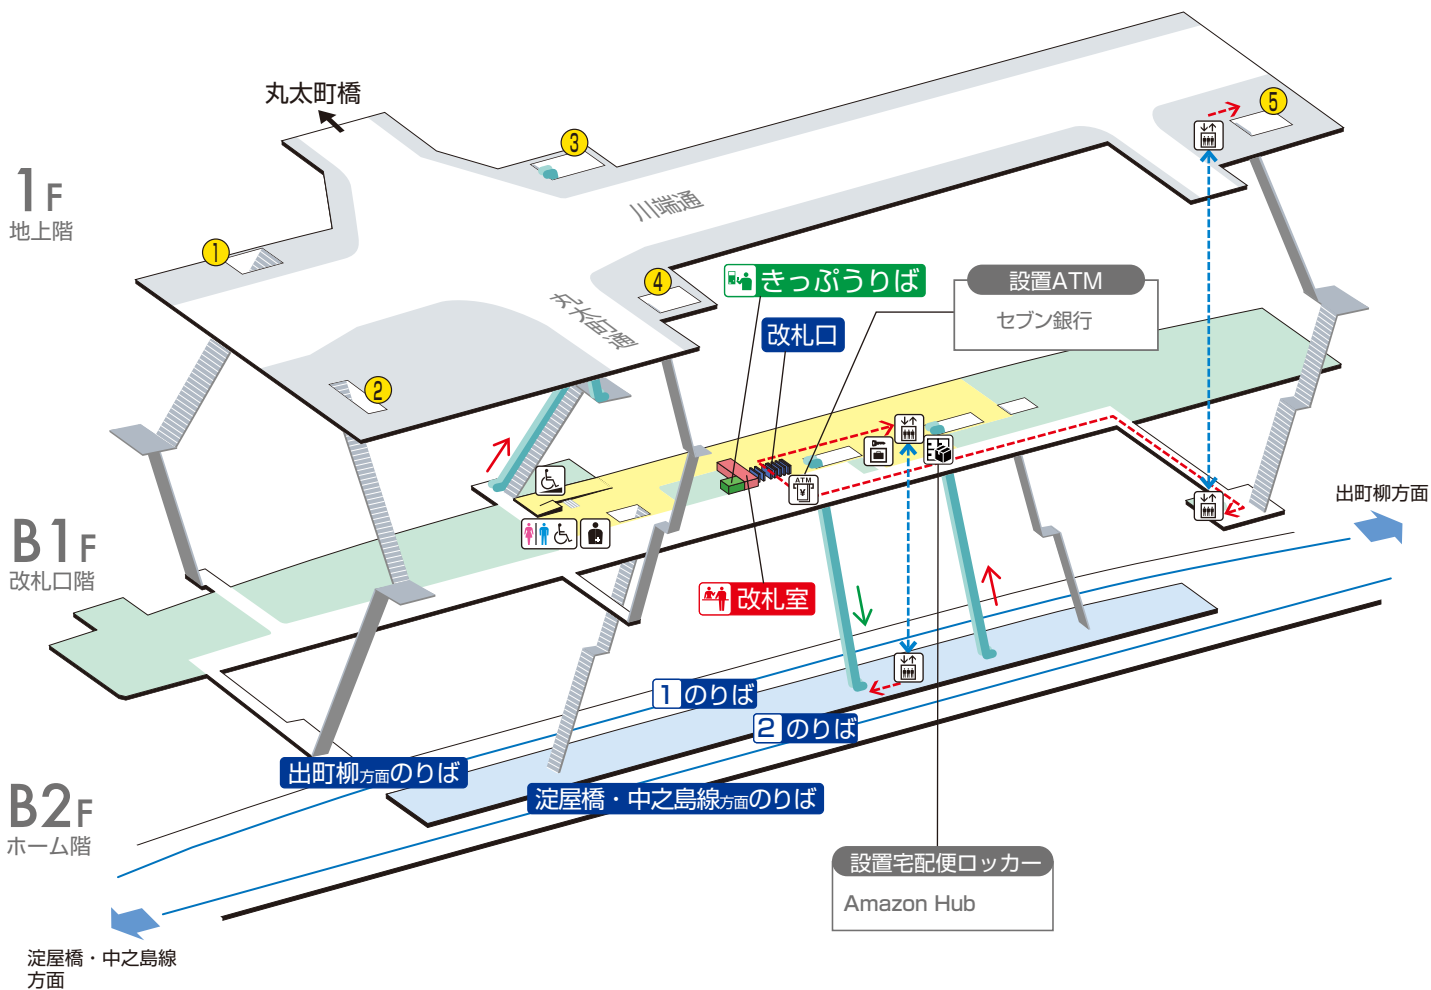 丸太町橋
5
3
1F
地上階
川端通
1
4
きっぷうりば
設置ATM
セブン銀行
丸太町通
改札口
2
ATM
¥
出町柳方面
B1F
改札口階
改札室
1 のりば
2 のりば
出町柳方面のりば
淀屋橋・中之島線方面のりば
B2F
ホーム階
設置宅配便ロッカー
Amazon Hub
淀屋橋・中之島線
方面